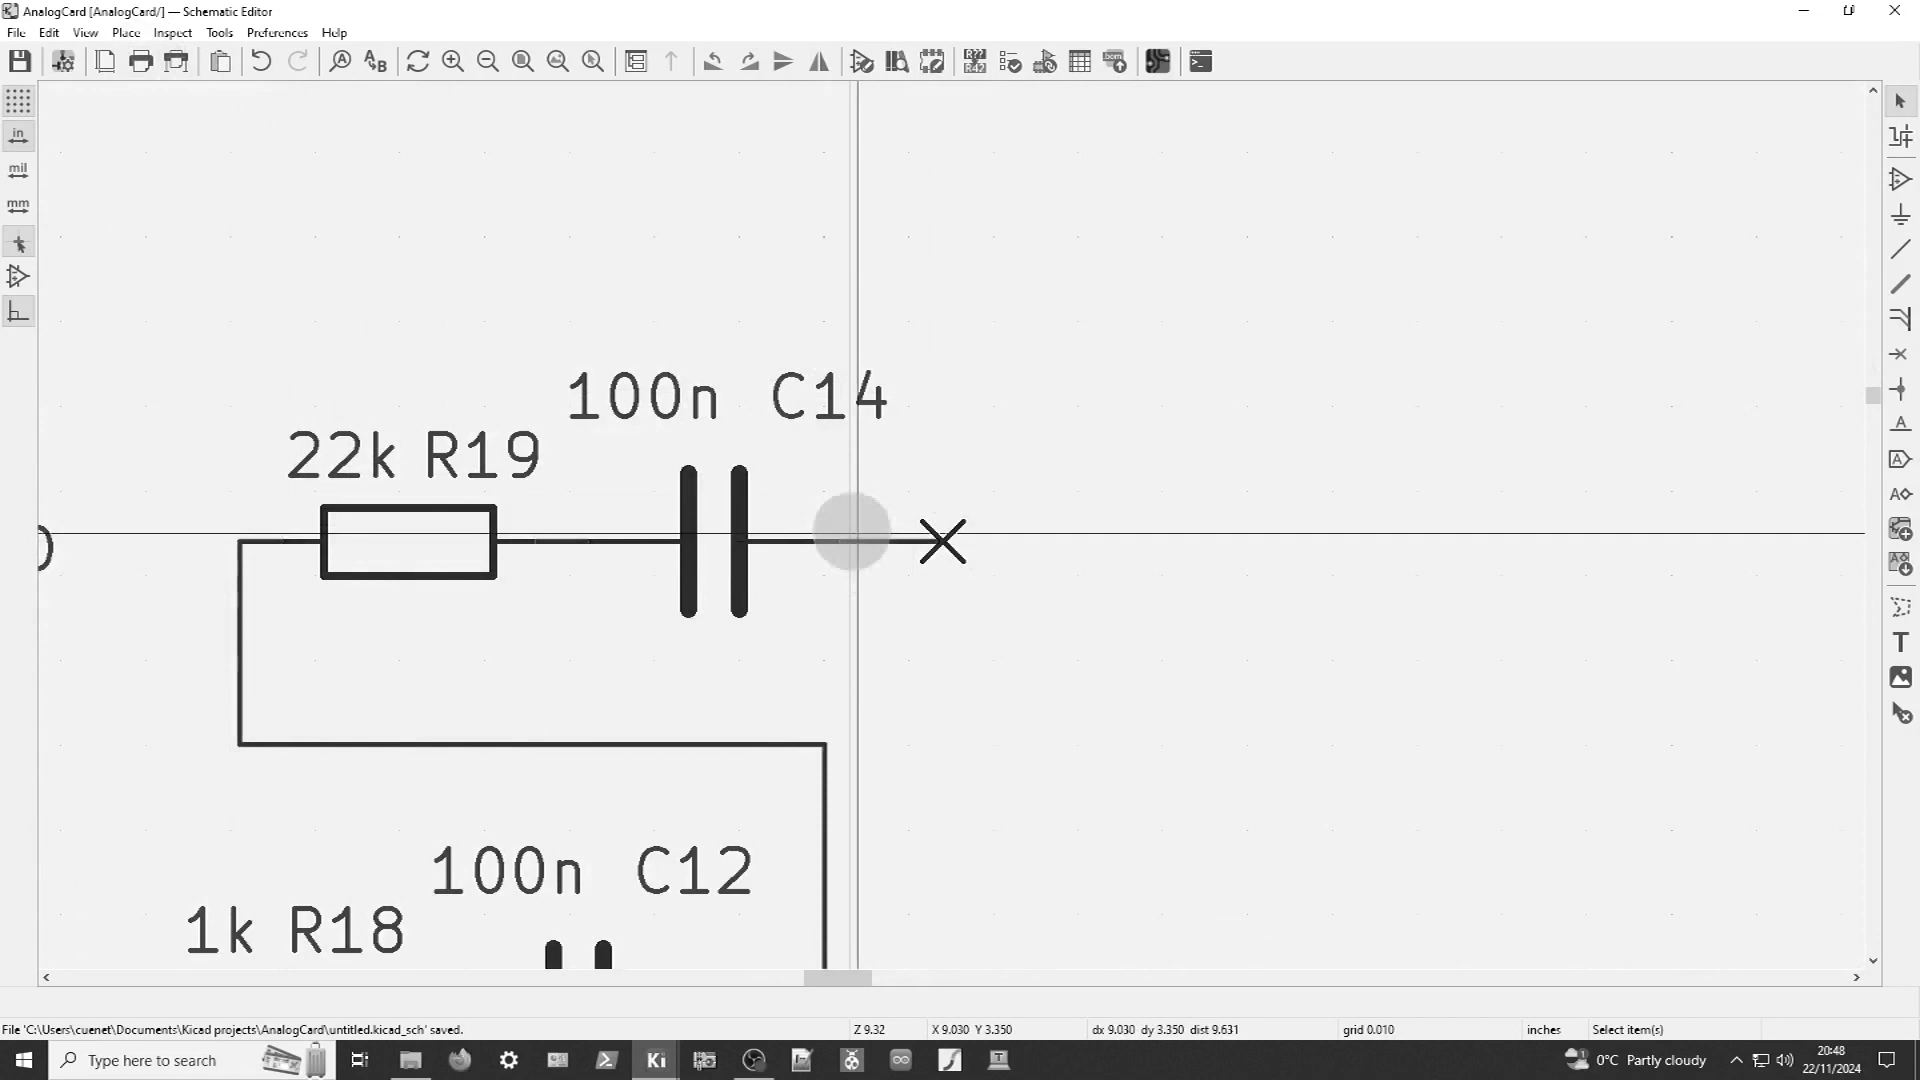 AnalogCard [AnalogCard/] — Schematic Editor
File Edit View Place Inspect Tools Preferences Help
in
mil
mm
100n C14
22k R19
100n C12
1k R18
File 'C:\Users\cuenet\Documents\Kicad projects\AnalogCard\untitled.kicad_sch' saved.
Z 9.32
X 9.030 Y 3.350
dx 9.030 dy 3.350 dist 9.631
grid 0.010
inches
Select item(s)
Type here to search
Ki
0°C Partly cloudy
20:48
22/11/2024